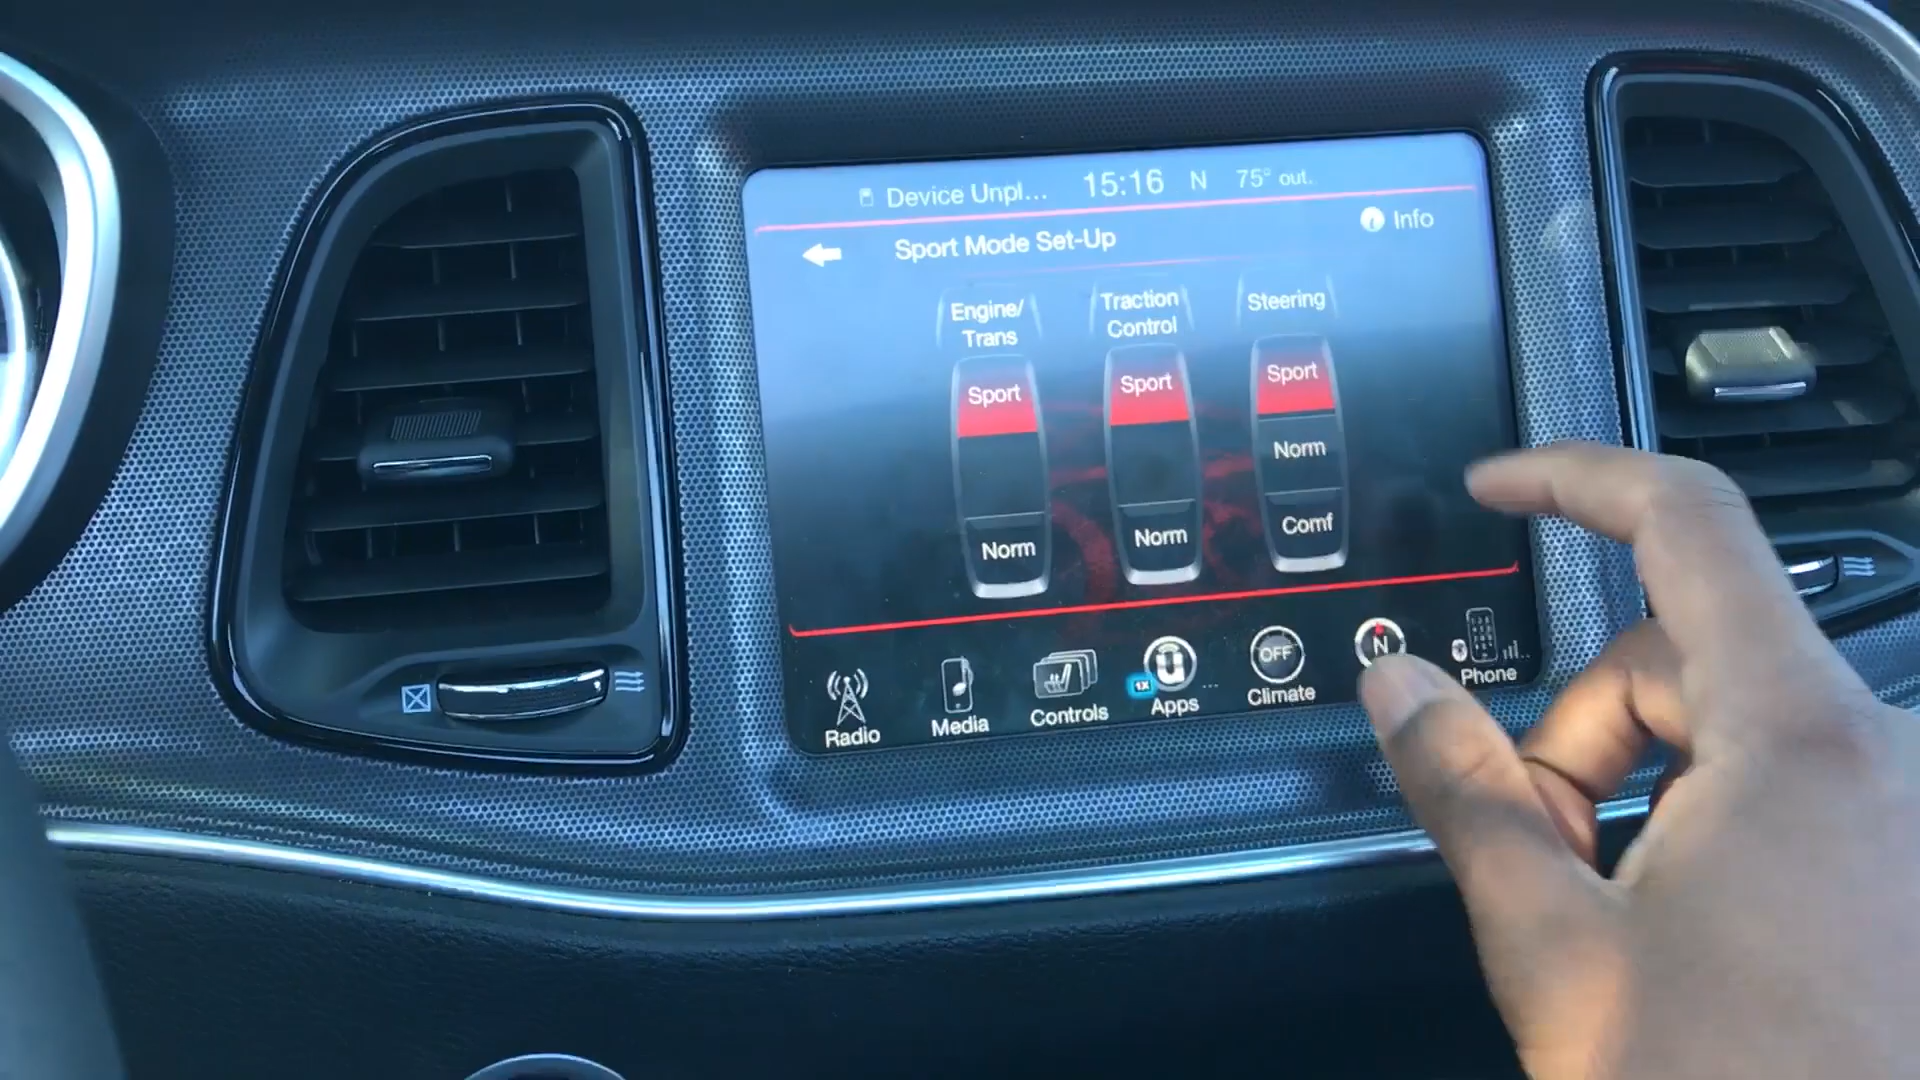 Device Unpl... 15:16 N 75° out.
Sport Mode Set-Up
Info
Engine/
Trans
Traction
Control
Steering
Sport
Sport
Sport
Norm
Norm
Norm
Comf
Radio
Media
Controls
1X
Apps
OFF
Climate
N
Phone